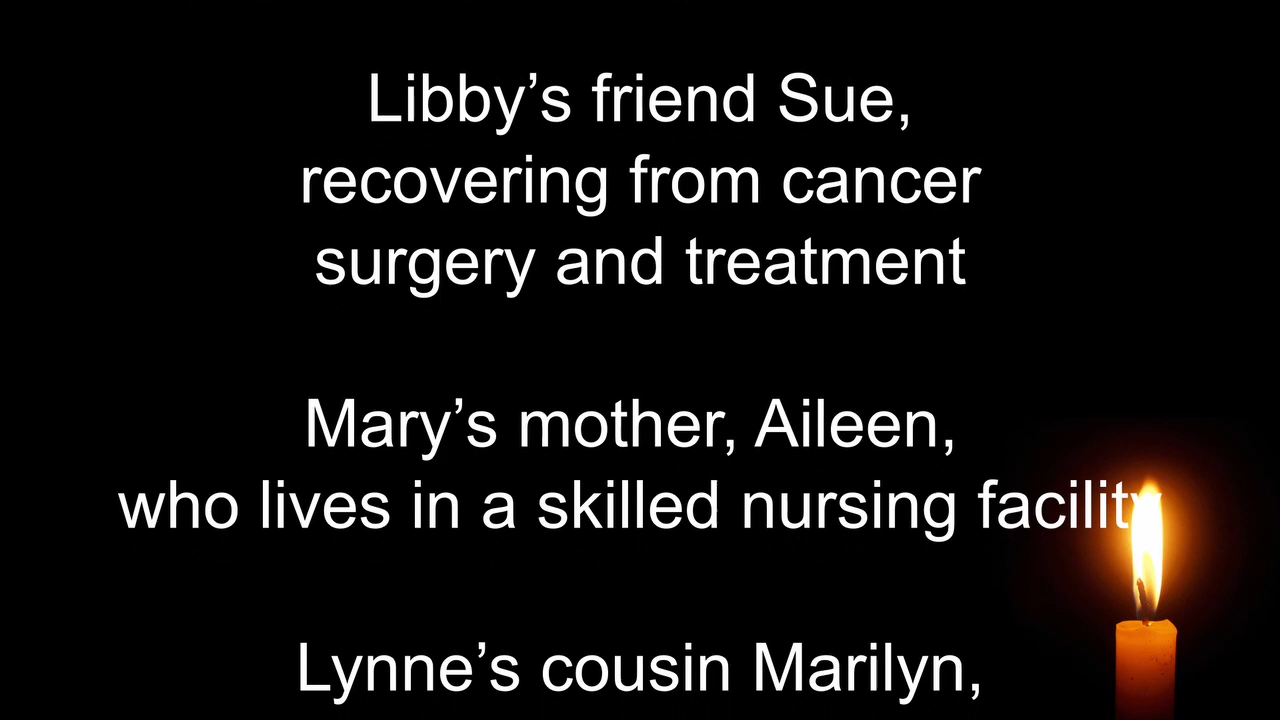 Libby’s friend Sue,
recovering from cancer
surgery and treatment
Mary’s mother, Aileen,
who lives in a skilled nursing facility
Lynne’s cousin Marilyn,